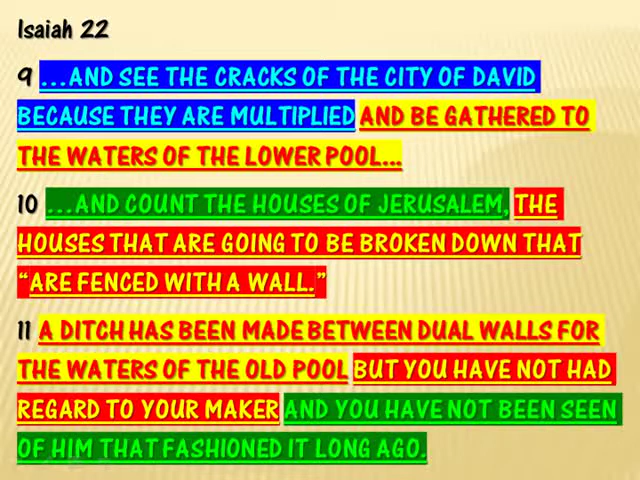 Isaiah 22
9 ...AND SEE THE CRACKS OF THE CITY OF DAVID
BECAUSE THEY ARE MULTIPLIED AND BE GATHERED TO
THE WATERS OF THE LOWER POOL...
10 ...AND COUNT THE HOUSES OF JERUSALEM, THE
HOUSES THAT ARE GOING TO BE BROKEN DOWN THAT
“ARE FENCED WITH A WALL.”
11 A DITCH HAS BEEN MADE BETWEEN DUAL WALLS FOR
THE WATERS OF THE OLD POOL BUT YOU HAVE NOT HAD
REGARD TO YOUR MAKER AND YOU HAVE NOT BEEN SEEN
OF HIM THAT FASHIONED IT LONG AGO.